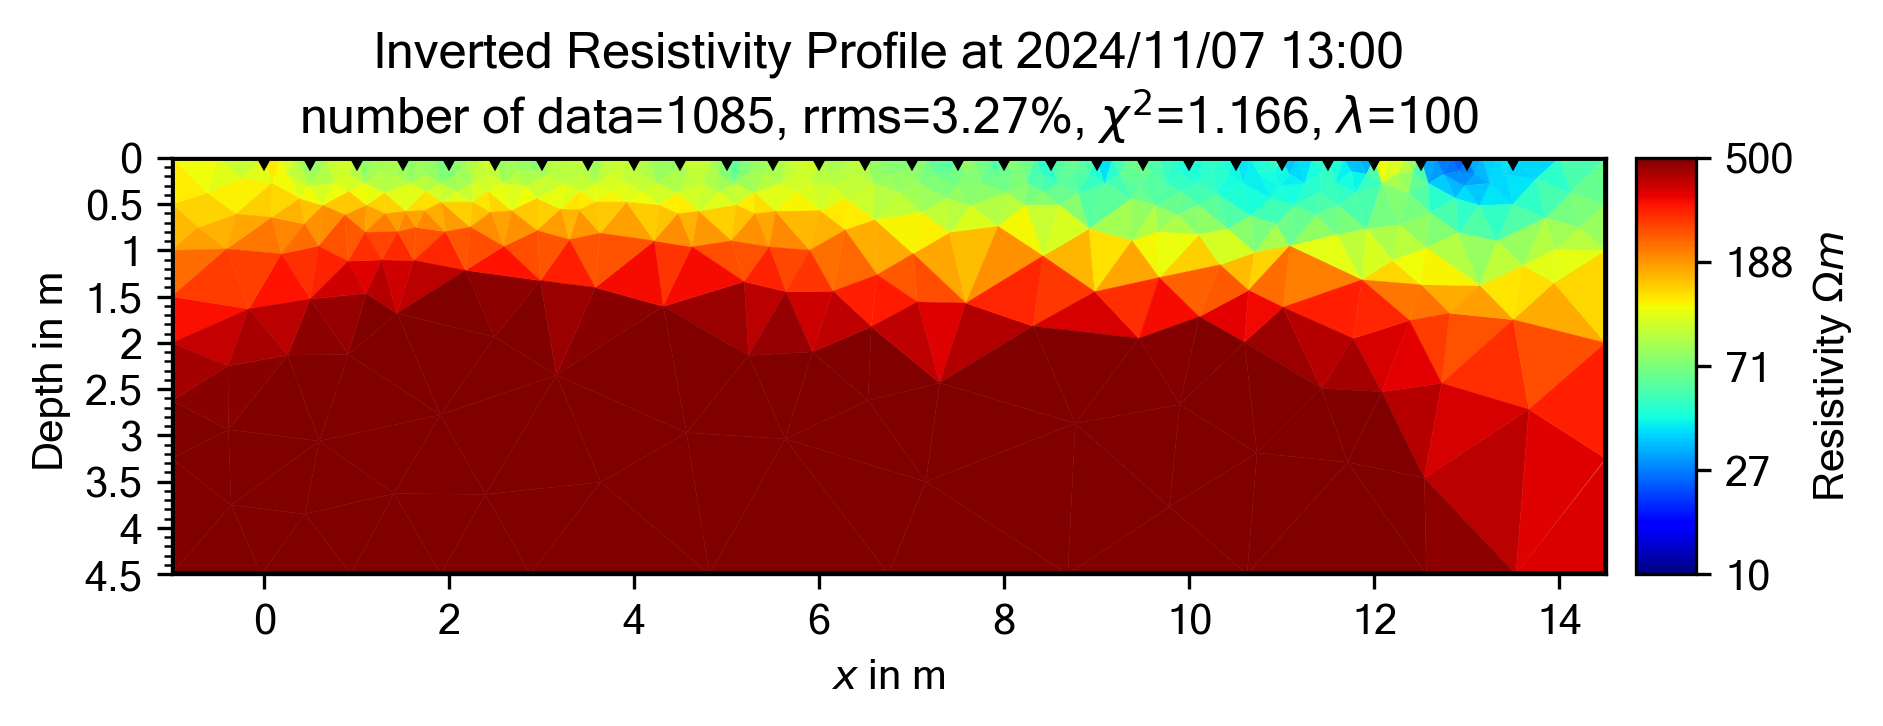 Inverted Resistivity Profile at 2024/11/07 13:00
number of data=1085, rrms=3.27%, χ²=1.166, λ=100
0
0.5
1
1.5
2
2.5
3
3.5
4
4.5
Depth in m
0 2 4 6 8 10 12 14
x in m
500
188
71
27
10
Resistivity Ωm